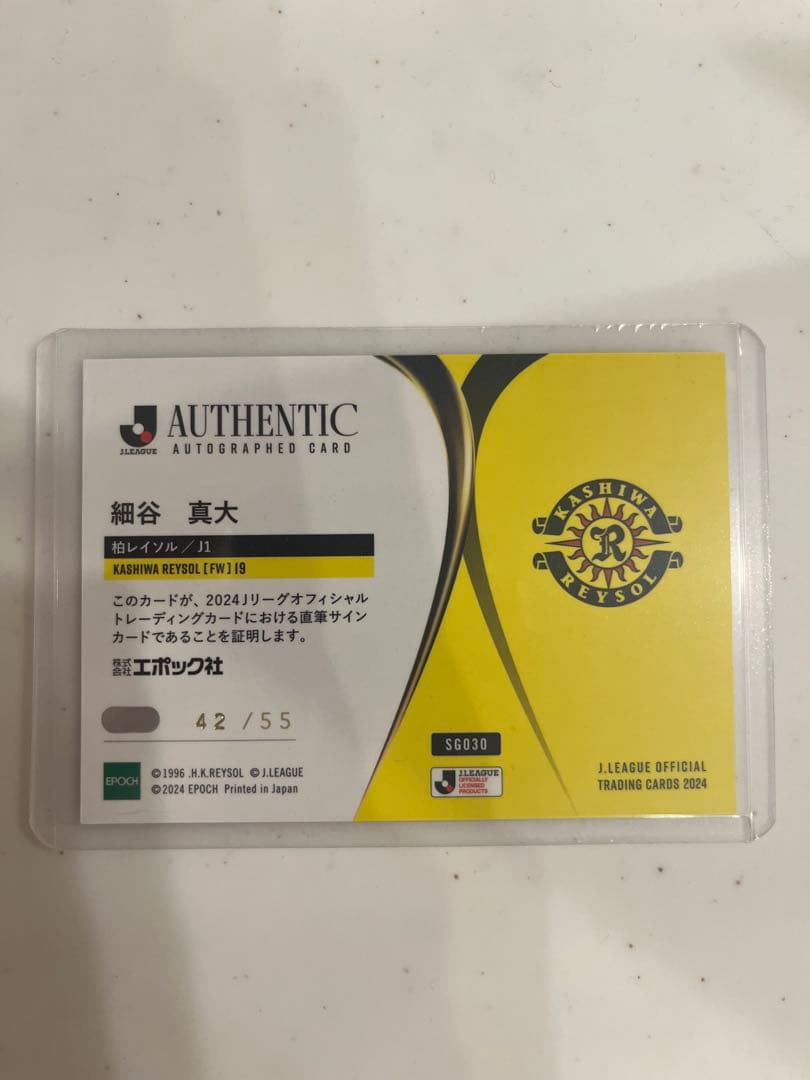 J.LEAGUE
AUTHENTIC
AUTOGRAPHED CARD
細谷 真大
柏レイソル/J1
KASHIWA REYSOL [FW] 19
このカードが、2024Jリーグオフィシャル
トレーディングカードにおける直筆サイン
カードであることを証明します。
株式会社エポック社
42 /55
EPOCH
©1996 .H.K.REYSOL ©J.LEAGUE
©2024 EPOCH Printed in Japan
KASHIWA
R
REYSOL
SG030
J.LEAGUE
OFFICIALLY
LICENSED
PRODUCTS
J.LEAGUE OFFICIAL
TRADING CARDS 2024